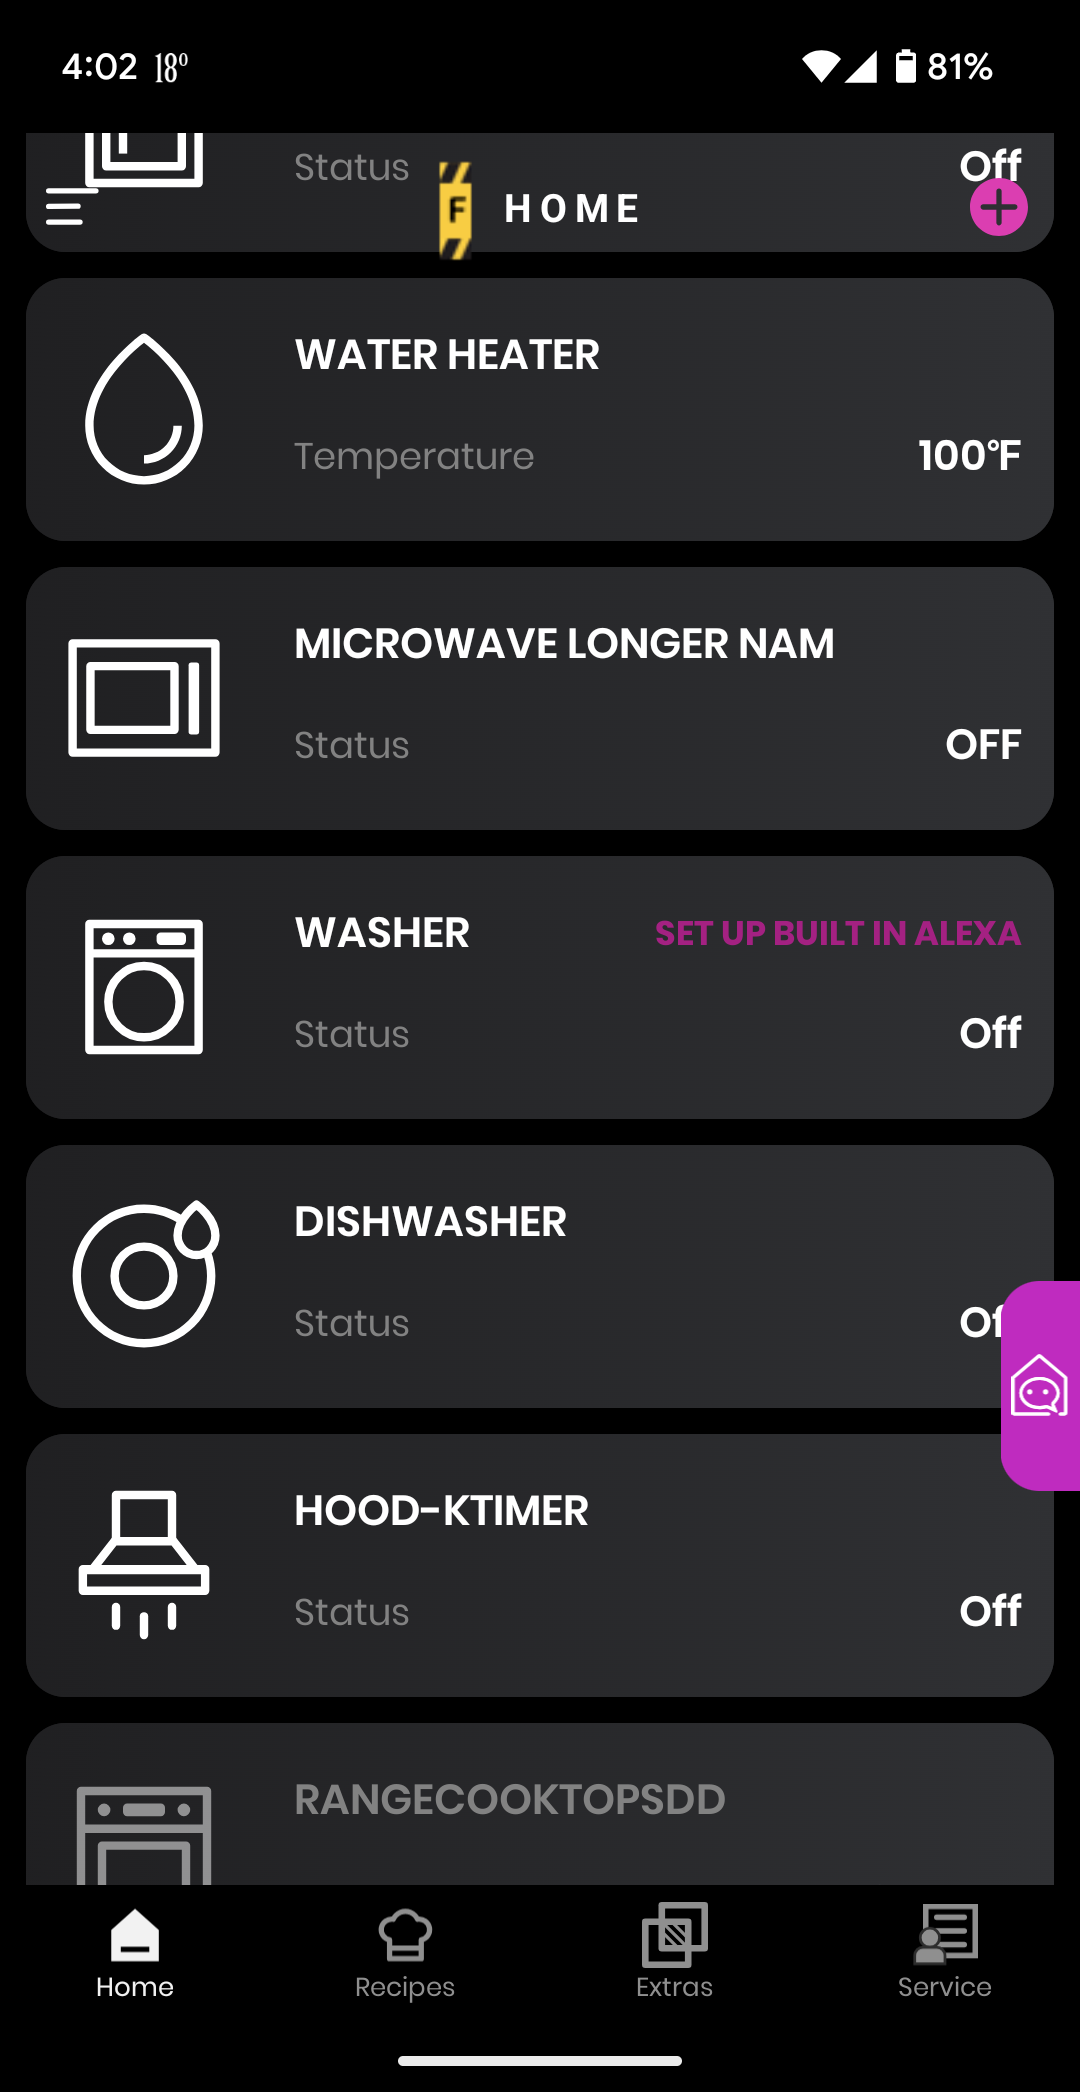 4:02 18° 81%
Status Off
F HOME
WATER HEATER
Temperature 100°F
MICROWAVE LONGER NAM
Status OFF
WASHER SET UP BUILT IN ALEXA
Status Off
DISHWASHER
Status
HOOD-KTIMER
Status Off
RANGECOOKTOPSDD
Home Recipes Extras Service